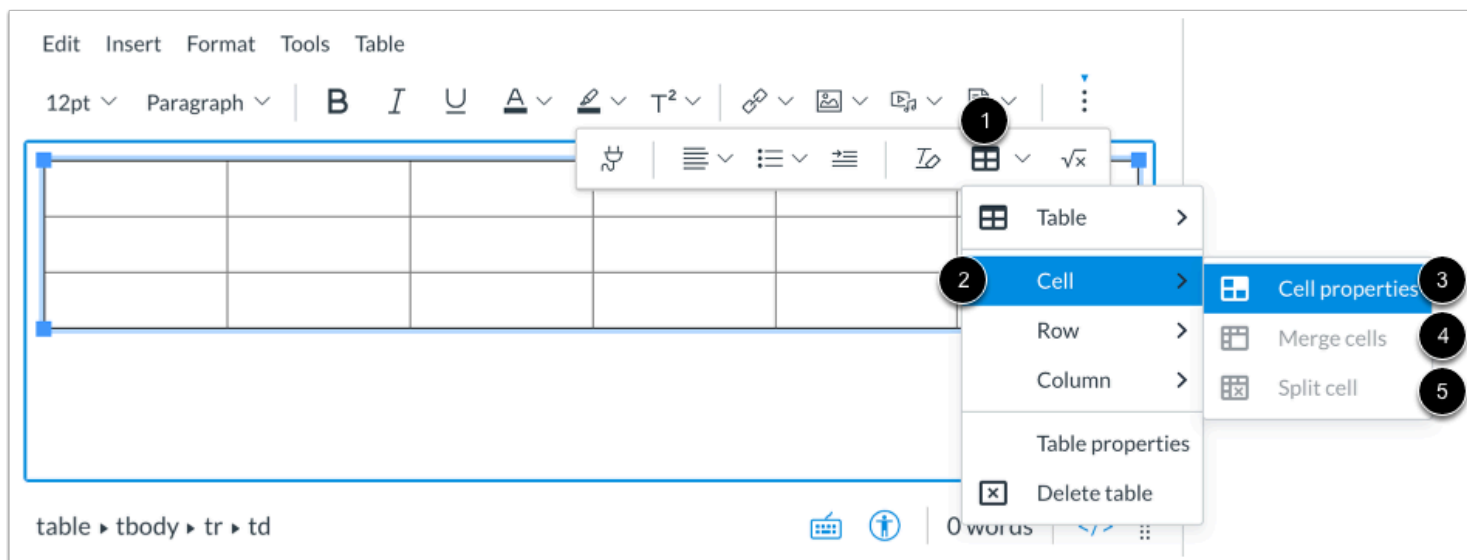 Edit Insert Format Tools Table
12pt Paragraph B I U A T²
1
√x
Table
2 Cell Cell properties 3
Row Merge cells 4
Column Split cell 5
Table properties
Delete table
table ▸ tbody ▸ tr ▸ td 0 words </>